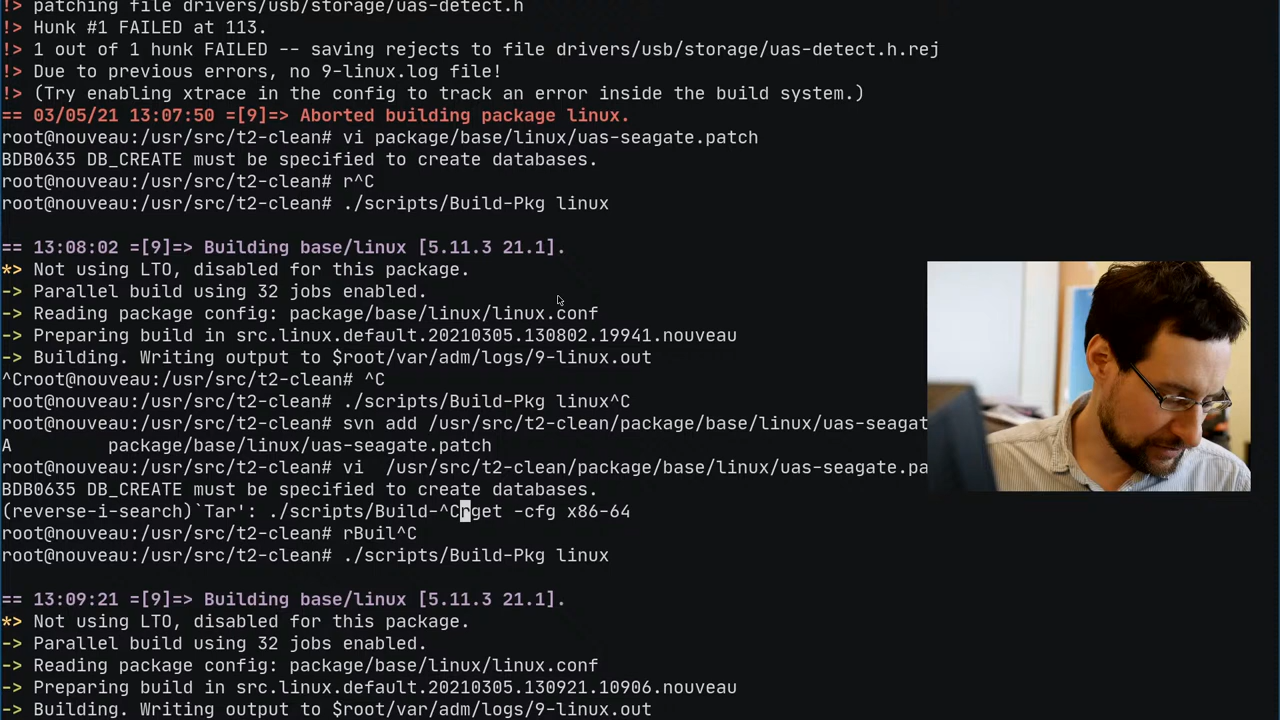 !> patching file drivers/usb/storage/uas-detect.h
!> Hunk #1 FAILED at 113.
!> 1 out of 1 hunk FAILED -- saving rejects to file drivers/usb/storage/uas-detect.h.rej
!> Due to previous errors, no 9-linux.log file!
!> (Try enabling xtrace in the config to track an error inside the build system.)
== 03/05/21 13:07:50 =[9]=> Aborted building package linux.
root@nouveau:/usr/src/t2-clean# vi package/base/linux/uas-seagate.patch
BDB0635 DB_CREATE must be specified to create databases.
root@nouveau:/usr/src/t2-clean# r^C
root@nouveau:/usr/src/t2-clean# ./scripts/Build-Pkg linux
== 13:08:02 =[9]=> Building base/linux [5.11.3 21.1].
*> Not using LTO, disabled for this package.
-> Parallel build using 32 jobs enabled.
-> Reading package config: package/base/linux/linux.conf
-> Preparing build in src.linux.default.20210305.130802.19941.nouveau
-> Building. Writing output to $root/var/adm/logs/9-linux.out
^Croot@nouveau:/usr/src/t2-clean# ^C
root@nouveau:/usr/src/t2-clean# ./scripts/Build-Pkg linux^C
root@nouveau:/usr/src/t2-clean# svn add /usr/src/t2-clean/package/base/linux/uas-seagat
A package/base/linux/uas-seagate.patch
root@nouveau:/usr/src/t2-clean# vi /usr/src/t2-clean/package/base/linux/uas-seagate.pa
BDB0635 DB_CREATE must be specified to create databases.
(reverse-i-search)`Tar': ./scripts/Build-^Crget -cfg x86-64
root@nouveau:/usr/src/t2-clean# rBuil^C
root@nouveau:/usr/src/t2-clean# ./scripts/Build-Pkg linux
== 13:09:21 =[9]=> Building base/linux [5.11.3 21.1].
*> Not using LTO, disabled for this package.
-> Parallel build using 32 jobs enabled.
-> Reading package config: package/base/linux/linux.conf
-> Preparing build in src.linux.default.20210305.130921.10906.nouveau
-> Building. Writing output to $root/var/adm/logs/9-linux.out